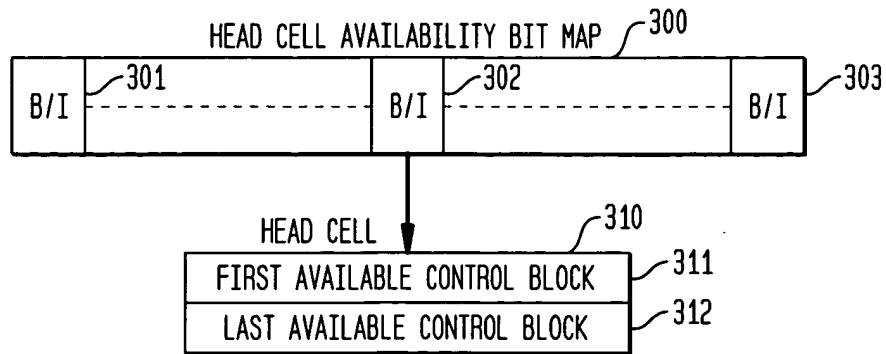 HEAD CELL AVAILABILITY BIT MAP 300
B/I 301 B/I 302 B/I 303
HEAD CELL 310
FIRST AVAILABLE CONTROL BLOCK 311
LAST AVAILABLE CONTROL BLOCK 312